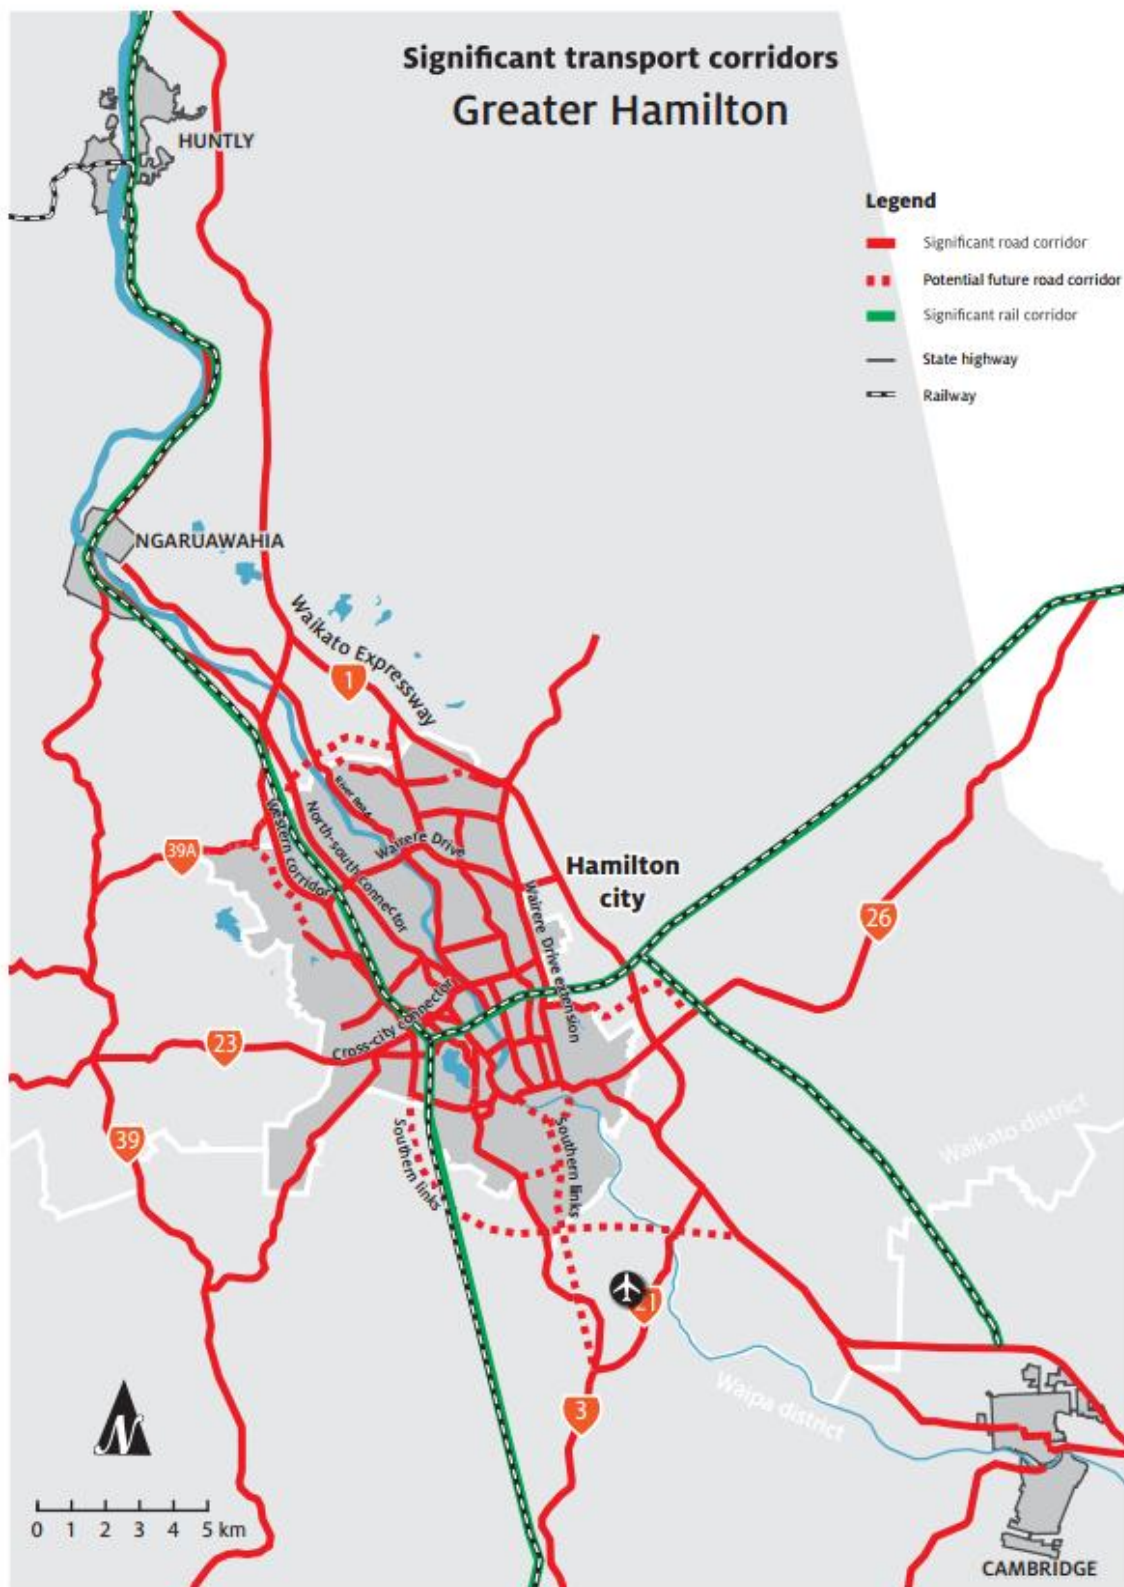 Significant transport corridors
Greater Hamilton
HUNTLY
Legend
Significant road corridor
Potential future road corridor
Significant rail corridor
State highway
Railway
NGARUAWAHIA
Waikato Expressway
1
River Road
Western corridor
North-south connector
Wairere Drive
39A
Hamilton
city
Wairere Drive extension
26
Cross-city connector
23
39
Southern links
Southern links
Waikato district
21
Waipa district
3
N
0 1 2 3 4 5 km
CAMBRIDGE